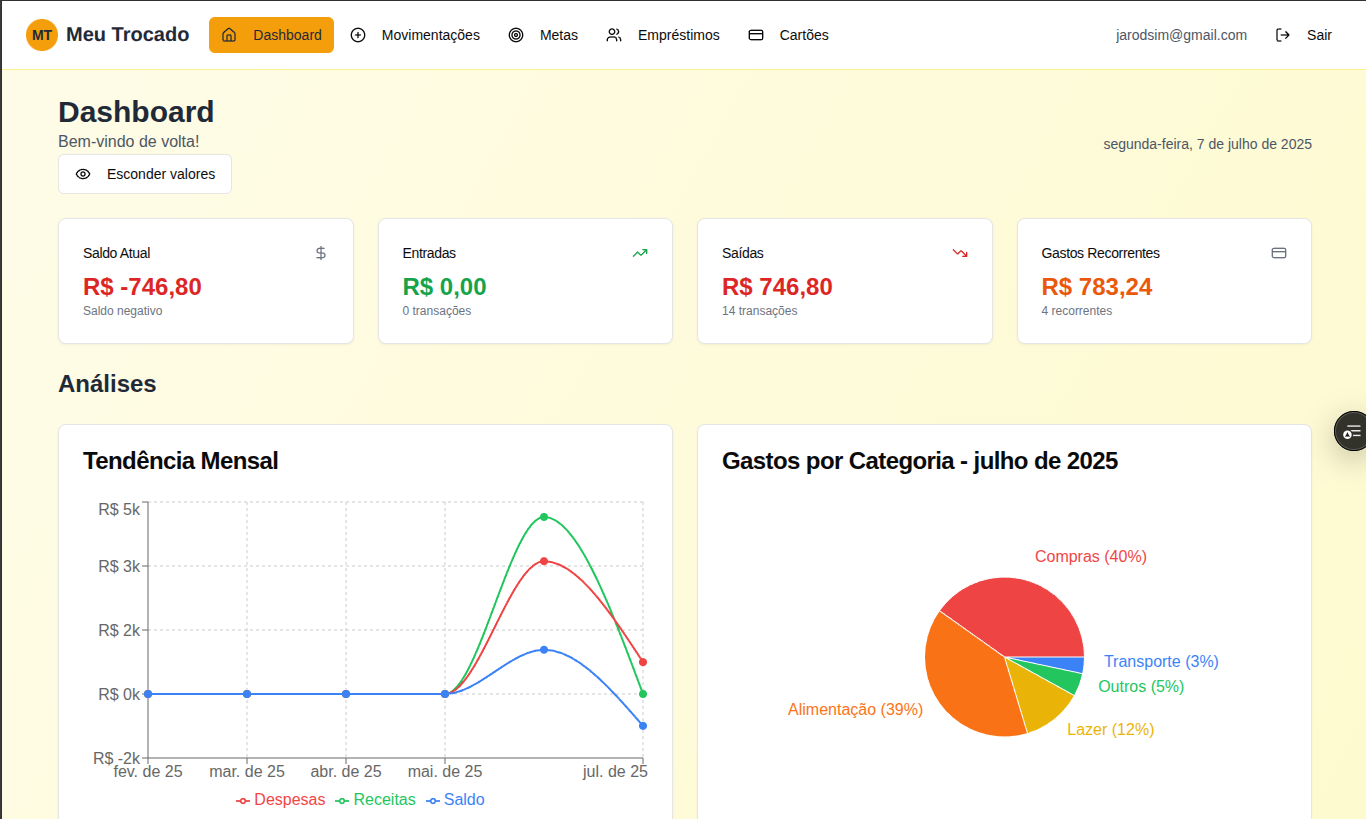 MT Meu Trocado Dashboard Movimentações Metas Empréstimos Cartões jarodsim@gmail.com Sair
Dashboard
Bem-vindo de volta!
segunda-feira, 7 de julho de 2025
Esconder valores
Saldo Atual
R$ -746,80
Saldo negativo
Entradas
R$ 0,00
0 transações
Saídas
R$ 746,80
14 transações
Gastos Recorrentes
R$ 783,24
4 recorrentes
Análises
Tendência Mensal
R$ 5k
R$ 3k
R$ 2k
R$ 0k
R$ -2k
fev. de 25 mar. de 25 abr. de 25 mai. de 25 jul. de 25
Despesas Receitas Saldo
Gastos por Categoria - julho de 2025
Compras (40%)
Transporte (3%)
Outros (5%)
Alimentação (39%)
Lazer (12%)